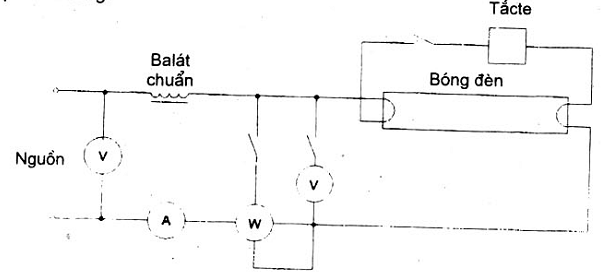 Tắcte
Balát
chuẩn
Bóng đèn
Nguồn
V
V
A
W